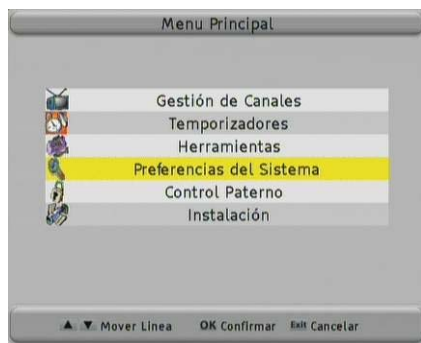 Menu Principal
Gestión de Canales
Temporizadores
Herramientas
Preferencias del Sistema
Control Paterno
Instalación
▲ ▼ Mover Linea OK Confirmar Exit Cancelar